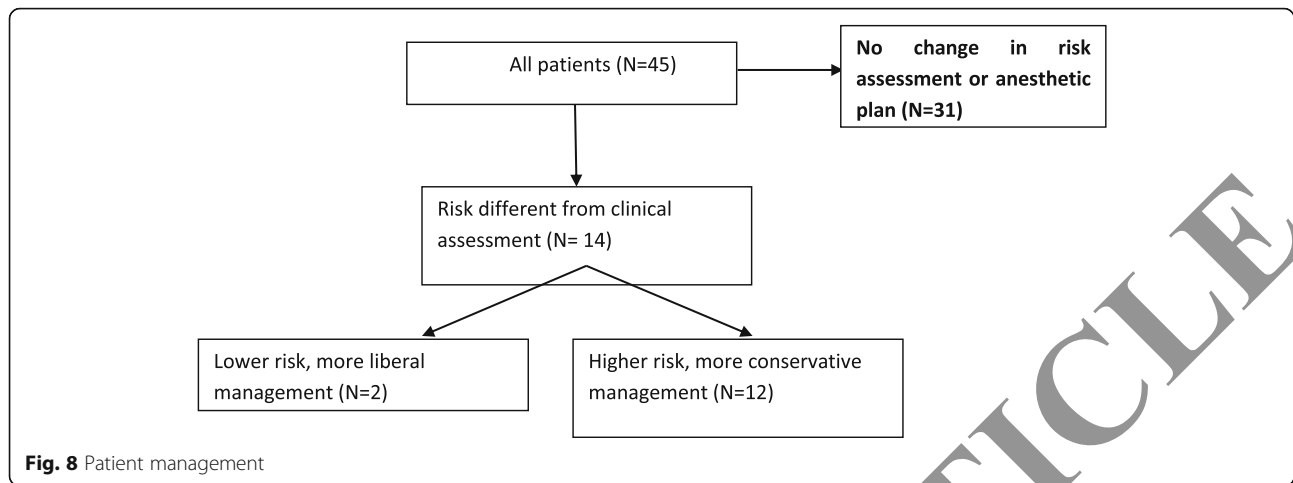 All patients (N=45)
No change in risk
assessment or anesthetic
plan (N=31)
Risk different from clinical
assessment (N= 14)
Lower risk, more liberal
management (N=2)
Higher risk, more conservative
management (N=12)
Fig. 8 Patient management
TICLE